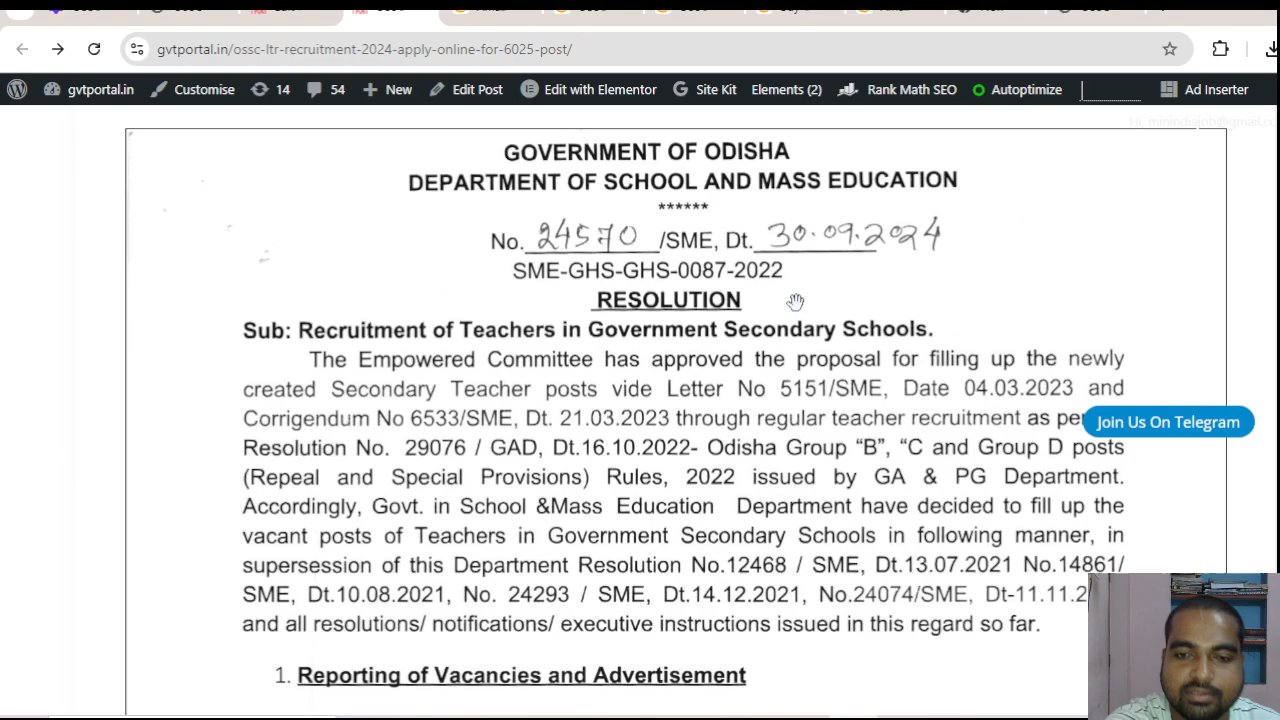 gvtportal.in/ossc-ltr-recruitment-2024-apply-online-for-6025-post/
gvtportal.in Customise 14 54 New Edit Post Edit with Elementor Site Kit Elements (2) Rank Math SEO Autoptimize Ad Inserter
Hi, minindiajob@gmail.co
GOVERNMENT OF ODISHA
DEPARTMENT OF SCHOOL AND MASS EDUCATION
******
No. 24570 /SME, Dt. 30.09.2024
SME-GHS-GHS-0087-2022
RESOLUTION
Sub: Recruitment of Teachers in Government Secondary Schools.
The Empowered Committee has approved the proposal for filling up the newly
created Secondary Teacher posts vide Letter No 5151/SME, Date 04.03.2023 and
Corrigendum No 6533/SME, Dt. 21.03.2023 through regular teacher recruitment as per
Resolution No. 29076 / GAD, Dt.16.10.2022- Odisha Group “B”, “C and Group D posts
(Repeal and Special Provisions) Rules, 2022 issued by GA & PG Department.
Accordingly, Govt. in School &Mass Education Department have decided to fill up the
vacant posts of Teachers in Government Secondary Schools in following manner, in
supersession of this Department Resolution No.12468 / SME, Dt.13.07.2021 No.14861/
SME, Dt.10.08.2021, No. 24293 / SME, Dt.14.12.2021, No.24074/SME, Dt-11.11.2
and all resolutions/ notifications/ executive instructions issued in this regard so far.
1. Reporting of Vacancies and Advertisement
Join Us On Telegram